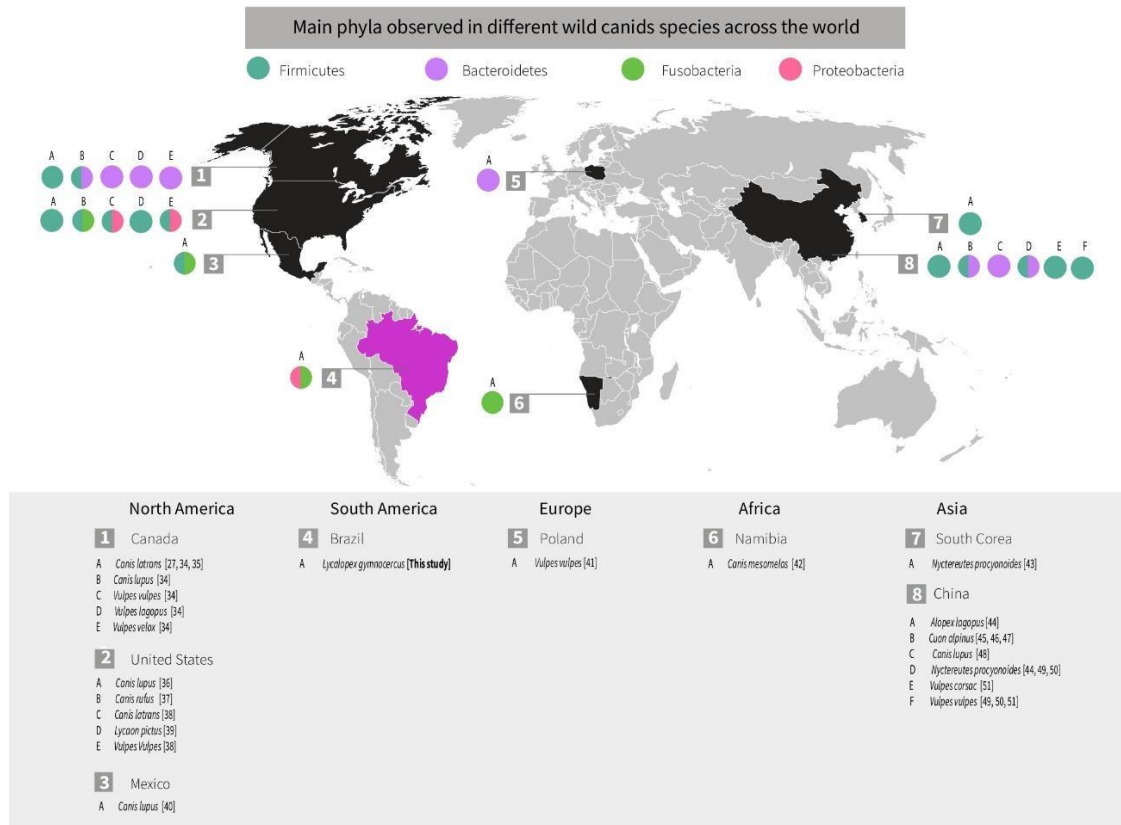 Main phyla observed in different wild canids species across the world
Firmicutes Bacteroidetes Fusobacteria Proteobacteria
A B C D E
1
A B C D E
2
A
3
A
4
A
5
A
6
A
7
A B C D E F
8
North America
1 Canada
A Canis latrans [27, 34, 35]
B Canis lupus [34]
C Vulpes vulpes [34]
D Vulpes lagopus [34]
E Vulpes velox [34]
2 United States
A Canis lupus [36]
B Canis rufus [37]
C Canis latrans [38]
D Lycaon pictus [39]
E Vulpes Vulpes [38]
3 Mexico
A Canis lupus [40]
South America
4 Brazil
A Lycalopex gymnocercus [This study]
Europe
5 Poland
A Vulpes vulpes [41]
Africa
6 Namibia
A Canis mesomelas [42]
Asia
7 South Corea
A Nyctereutes procyonoides [43]
8 China
A Alopex lagopus [44]
B Cuon alpinus [45, 46, 47]
C Canis lupus [48]
D Nyctereutes procyonoides [44, 49, 50]
E Vulpes corsac [51]
F Vulpes vulpes [49, 50, 51]